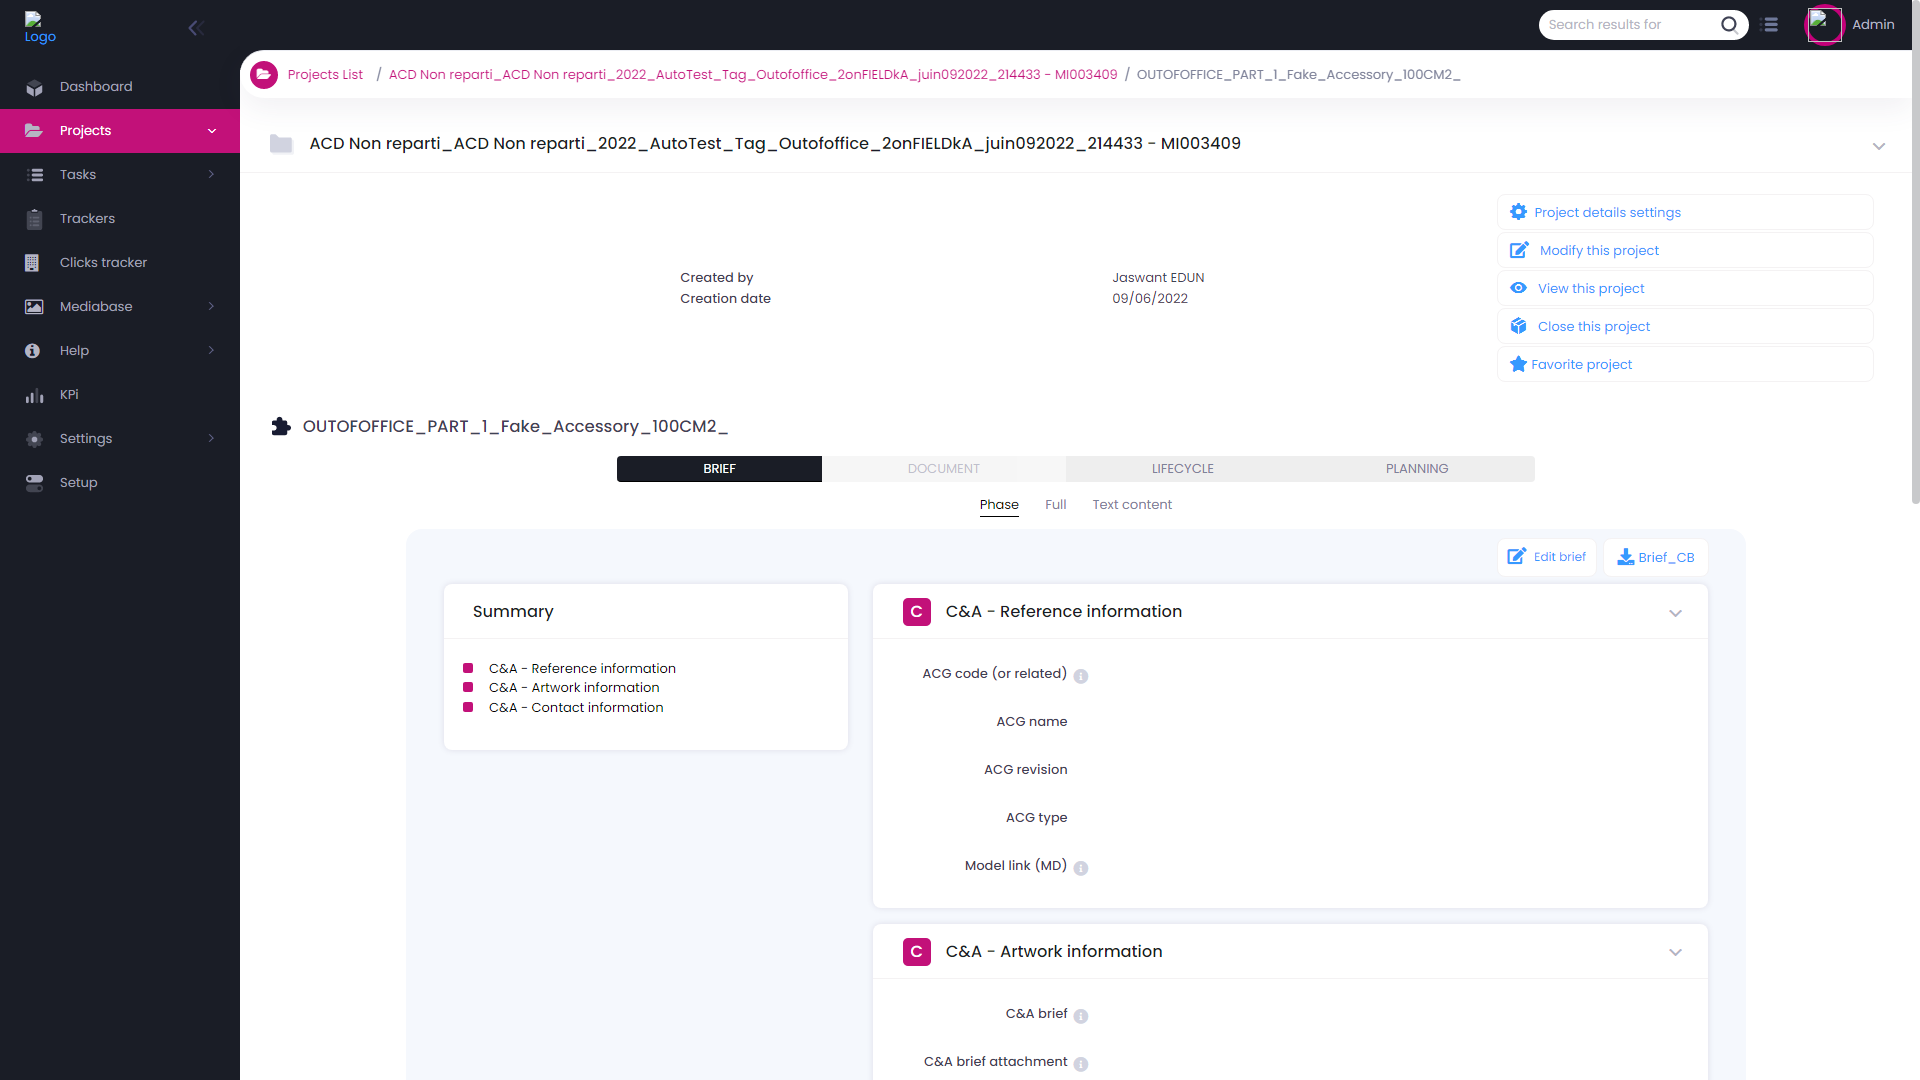 Logo
Search results for
Admin
Dashboard
Projects
Tasks
Trackers
Clicks tracker
Mediabase
Help
KPi
Settings
Setup
Projects List / ACD Non reparti_ACD Non reparti_2022_AutoTest_Tag_Outofoffice_2onFIELDkA_juin092022_214433 - MI003409 / OUTOFOFFICE_PART_1_Fake_Accessory_100CM2_
ACD Non reparti_ACD Non reparti_2022_AutoTest_Tag_Outofoffice_2onFIELDkA_juin092022_214433 - MI003409
Created by Jaswant EDUN
Creation date 09/06/2022
Project details settings
Modify this project
View this project
Close this project
Favorite project
OUTOFOFFICE_PART_1_Fake_Accessory_100CM2_
BRIEF DOCUMENT LIFECYCLE PLANNING
Phase Full Text content
Edit brief Brief_CB
Summary
C&A - Reference information
C&A - Artwork information
C&A - Contact information
C C&A - Reference information
ACG code (or related)
ACG name
ACG revision
ACG type
Model link (MD)
C C&A - Artwork information
C&A brief
C&A brief attachment